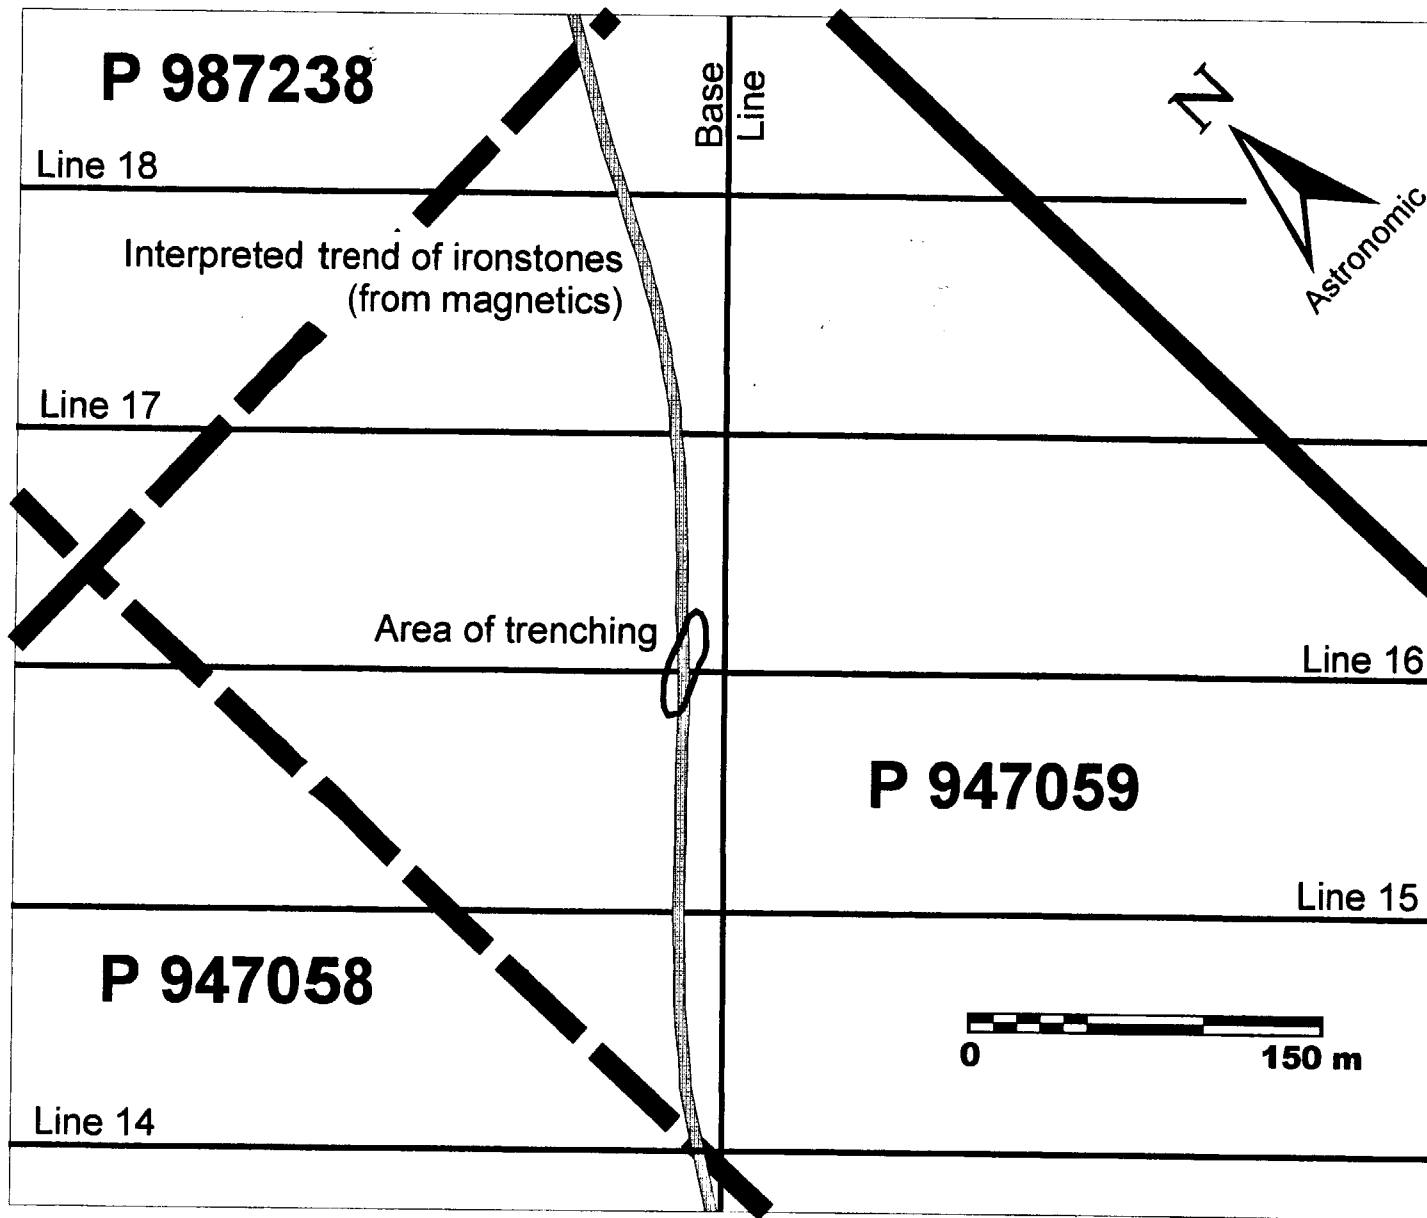 P 987238
Base
Line
N
Astronomic
Line 18
Interpreted trend of ironstones
(from magnetics)
Line 17
Area of trenching
Line 16
P 947059
Line 15
P 947058
0 150 m
Line 14